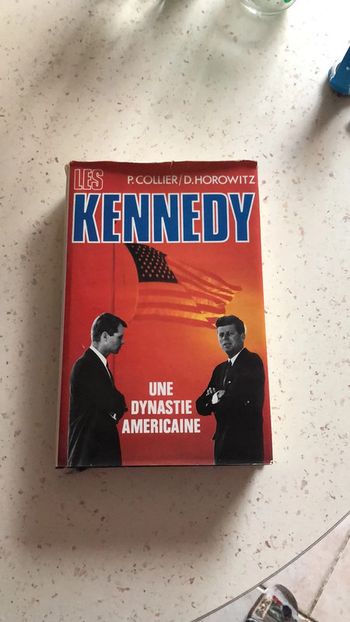 LES
P. COLLIER/D. HOROWITZ
KENNEDY
UNE
DYNASTIE
AMERICAINE